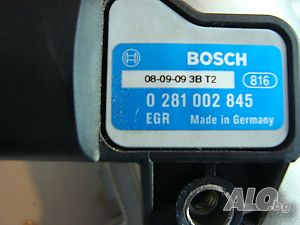 BOSCH
08-09-09 3B T2
816
0 281 002 845
EGR Made in Germany
ALO.bg